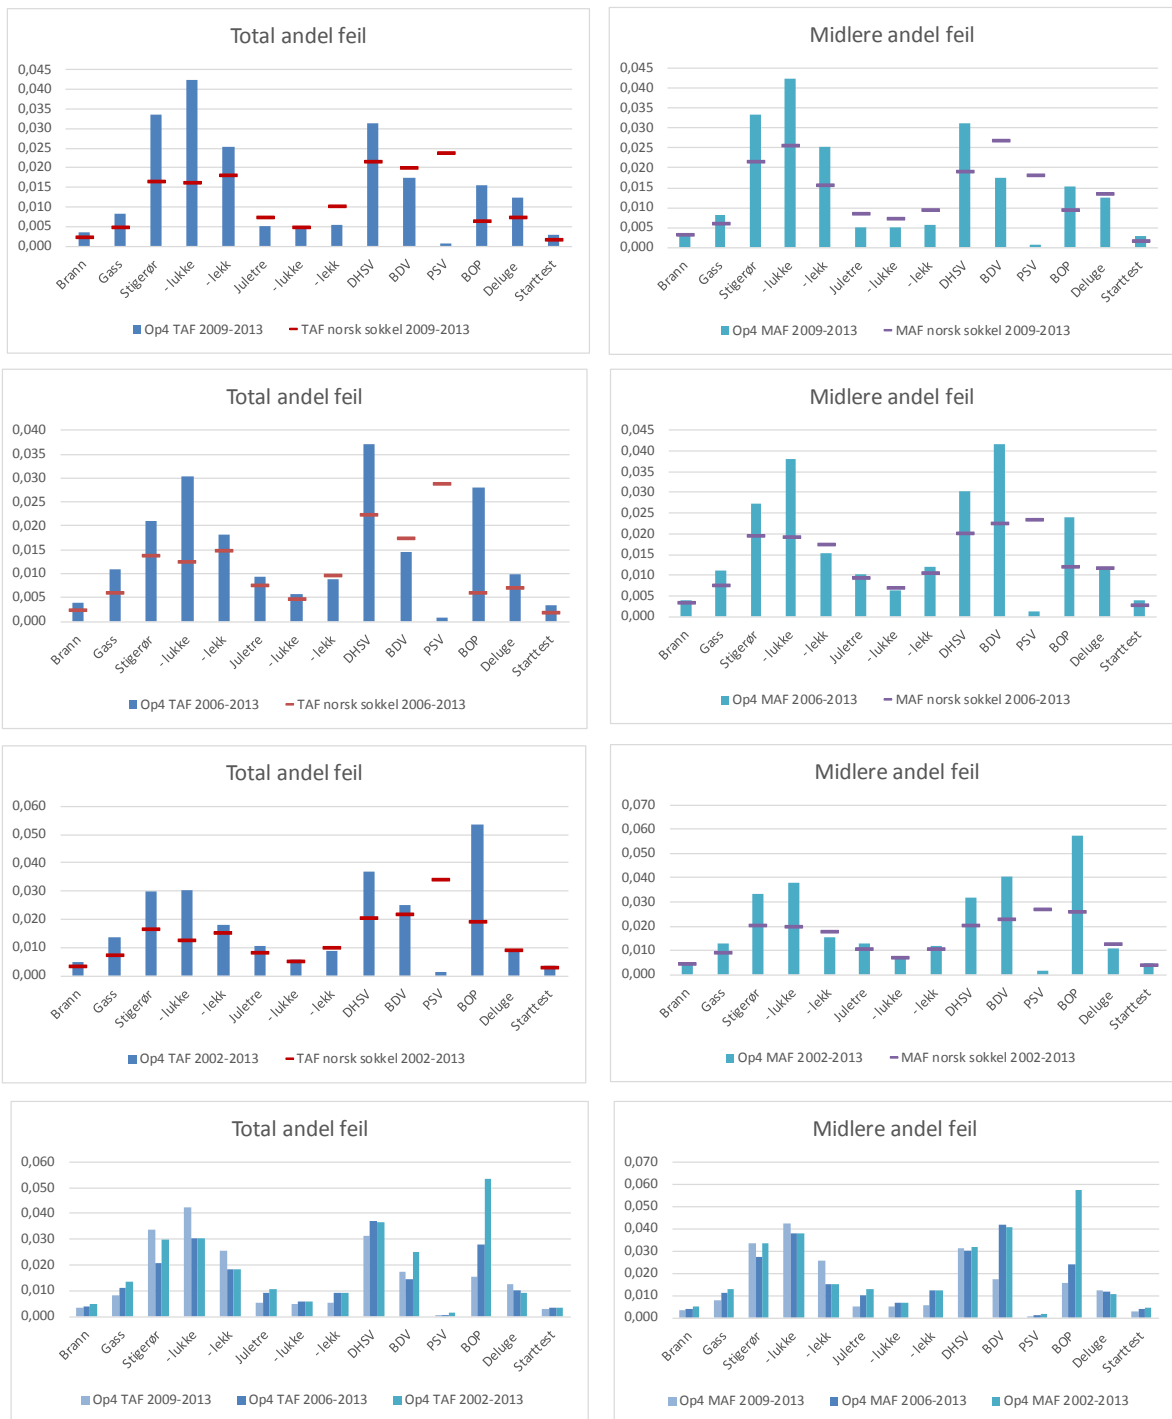 Total andel feil
0,045
0,040
0,035
0,030
0,025
0,020
0,015
0,010
0,005
0,000
Brann
Gass
Stigerør
- lukke
- lekk
Juletre
- lukke
- lekk
DHSV
BDV
PSV
BOP
Deluge
Starttest
Op4 TAF 2009-2013
TAF norsk sokkel 2009-2013
Midlere andel feil
0,045
0,040
0,035
0,030
0,025
0,020
0,015
0,010
0,005
0,000
Brann
Gass
Stigerør
- lukke
- lekk
Juletre
- lukke
- lekk
DHSV
BDV
PSV
BOP
Deluge
Starttest
Op4 MAF 2009-2013
MAF norsk sokkel 2009-2013
Total andel feil
0,040
0,035
0,030
0,025
0,020
0,015
0,010
0,005
0,000
Brann
Gass
Stigerør
- lukke
- lekk
Juletre
- lukke
- lekk
DHSV
BDV
PSV
BOP
Deluge
Starttest
Op4 TAF 2006-2013
TAF norsk sokkel 2006-2013
Midlere andel feil
0,045
0,040
0,035
0,030
0,025
0,020
0,015
0,010
0,005
0,000
Brann
Gass
Stigerør
- lukke
- lekk
Juletre
- lukke
- lekk
DHSV
BDV
PSV
BOP
Deluge
Starttest
Op4 MAF 2006-2013
MAF norsk sokkel 2006-2013
Total andel feil
0,060
0,050
0,040
0,030
0,020
0,010
0,000
Brann
Gass
Stigerør
- lukke
- lekk
Juletre
- lukke
- lekk
DHSV
BDV
PSV
BOP
Deluge
Starttest
Op4 TAF 2002-2013
TAF norsk sokkel 2002-2013
Midlere andel feil
0,070
0,060
0,050
0,040
0,030
0,020
0,010
0,000
Brann
Gass
Stigerør
- lukke
- lekk
Juletre
- lukke
- lekk
DHSV
BDV
PSV
BOP
Deluge
Starttest
Op4 MAF 2002-2013
MAF norsk sokkel 2002-2013
Total andel feil
0,060
0,050
0,040
0,030
0,020
0,010
0,000
Brann
Gass
Stigerør
- lukke
- lekk
Juletre
- lukke
- lekk
DHSV
BDV
PSV
BOP
Deluge
Starttest
Op4 TAF 2009-2013
Op4 TAF 2006-2013
Op4 TAF 2002-2013
Midlere andel feil
0,070
0,060
0,050
0,040
0,030
0,020
0,010
0,000
Brann
Gass
Stigerør
- lukke
- lekk
Juletre
- lukke
- lekk
DHSV
BDV
PSV
BOP
Deluge
Starttest
Op4 MAF 2009-2013
Op4 MAF 2006-2013
Op4 MAF 2002-2013